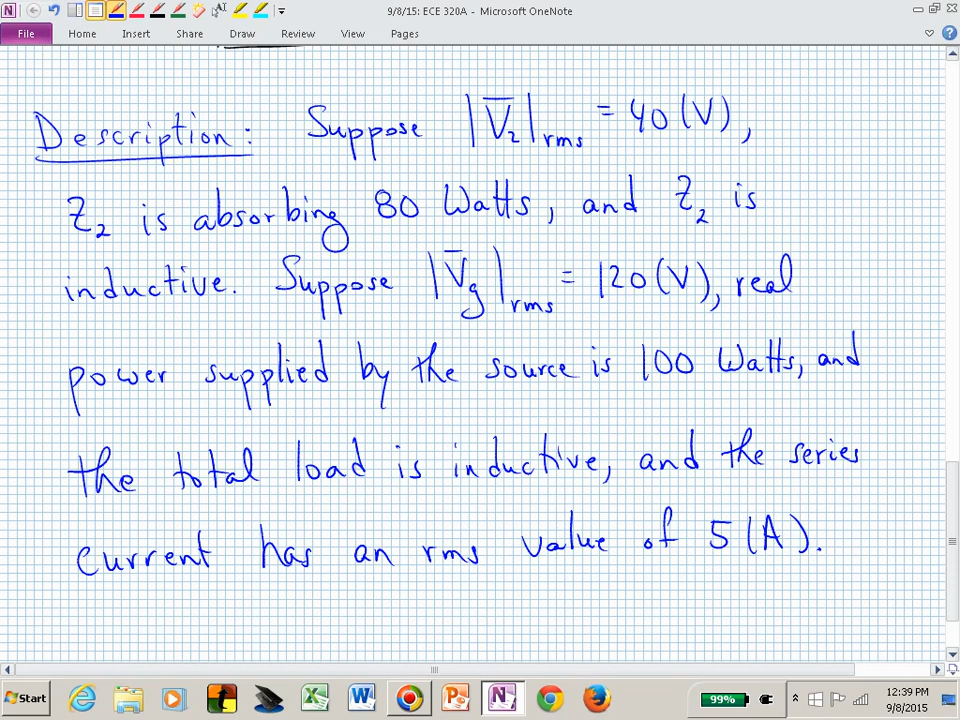 9/8/15: ECE 320A - Microsoft OneNote
File Home Insert Share Draw Review View Pages
Description: Suppose |V̅₂|rms = 40 (V),
Z₂ is absorbing 80 Watts, and Z₂ is
inductive. Suppose |V̅g|rms = 120 (V), real
power supplied by the source is 100 Watts, and
the total load is inductive, and the series
current has an rms value of 5 (A).
Start 99% 12:39 PM
9/8/2015